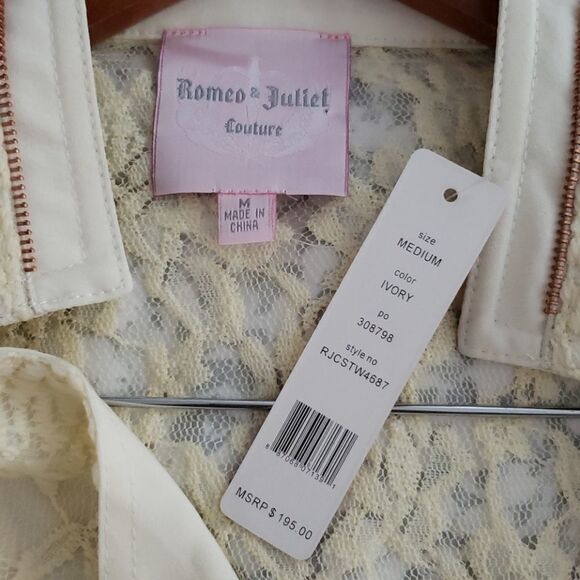 Romeo & Juliet
Couture
M
MADE IN
CHINA
size
MEDIUM
color
IVORY
po
308798
style no
RJCSTW4687
MSRP $ 195.00